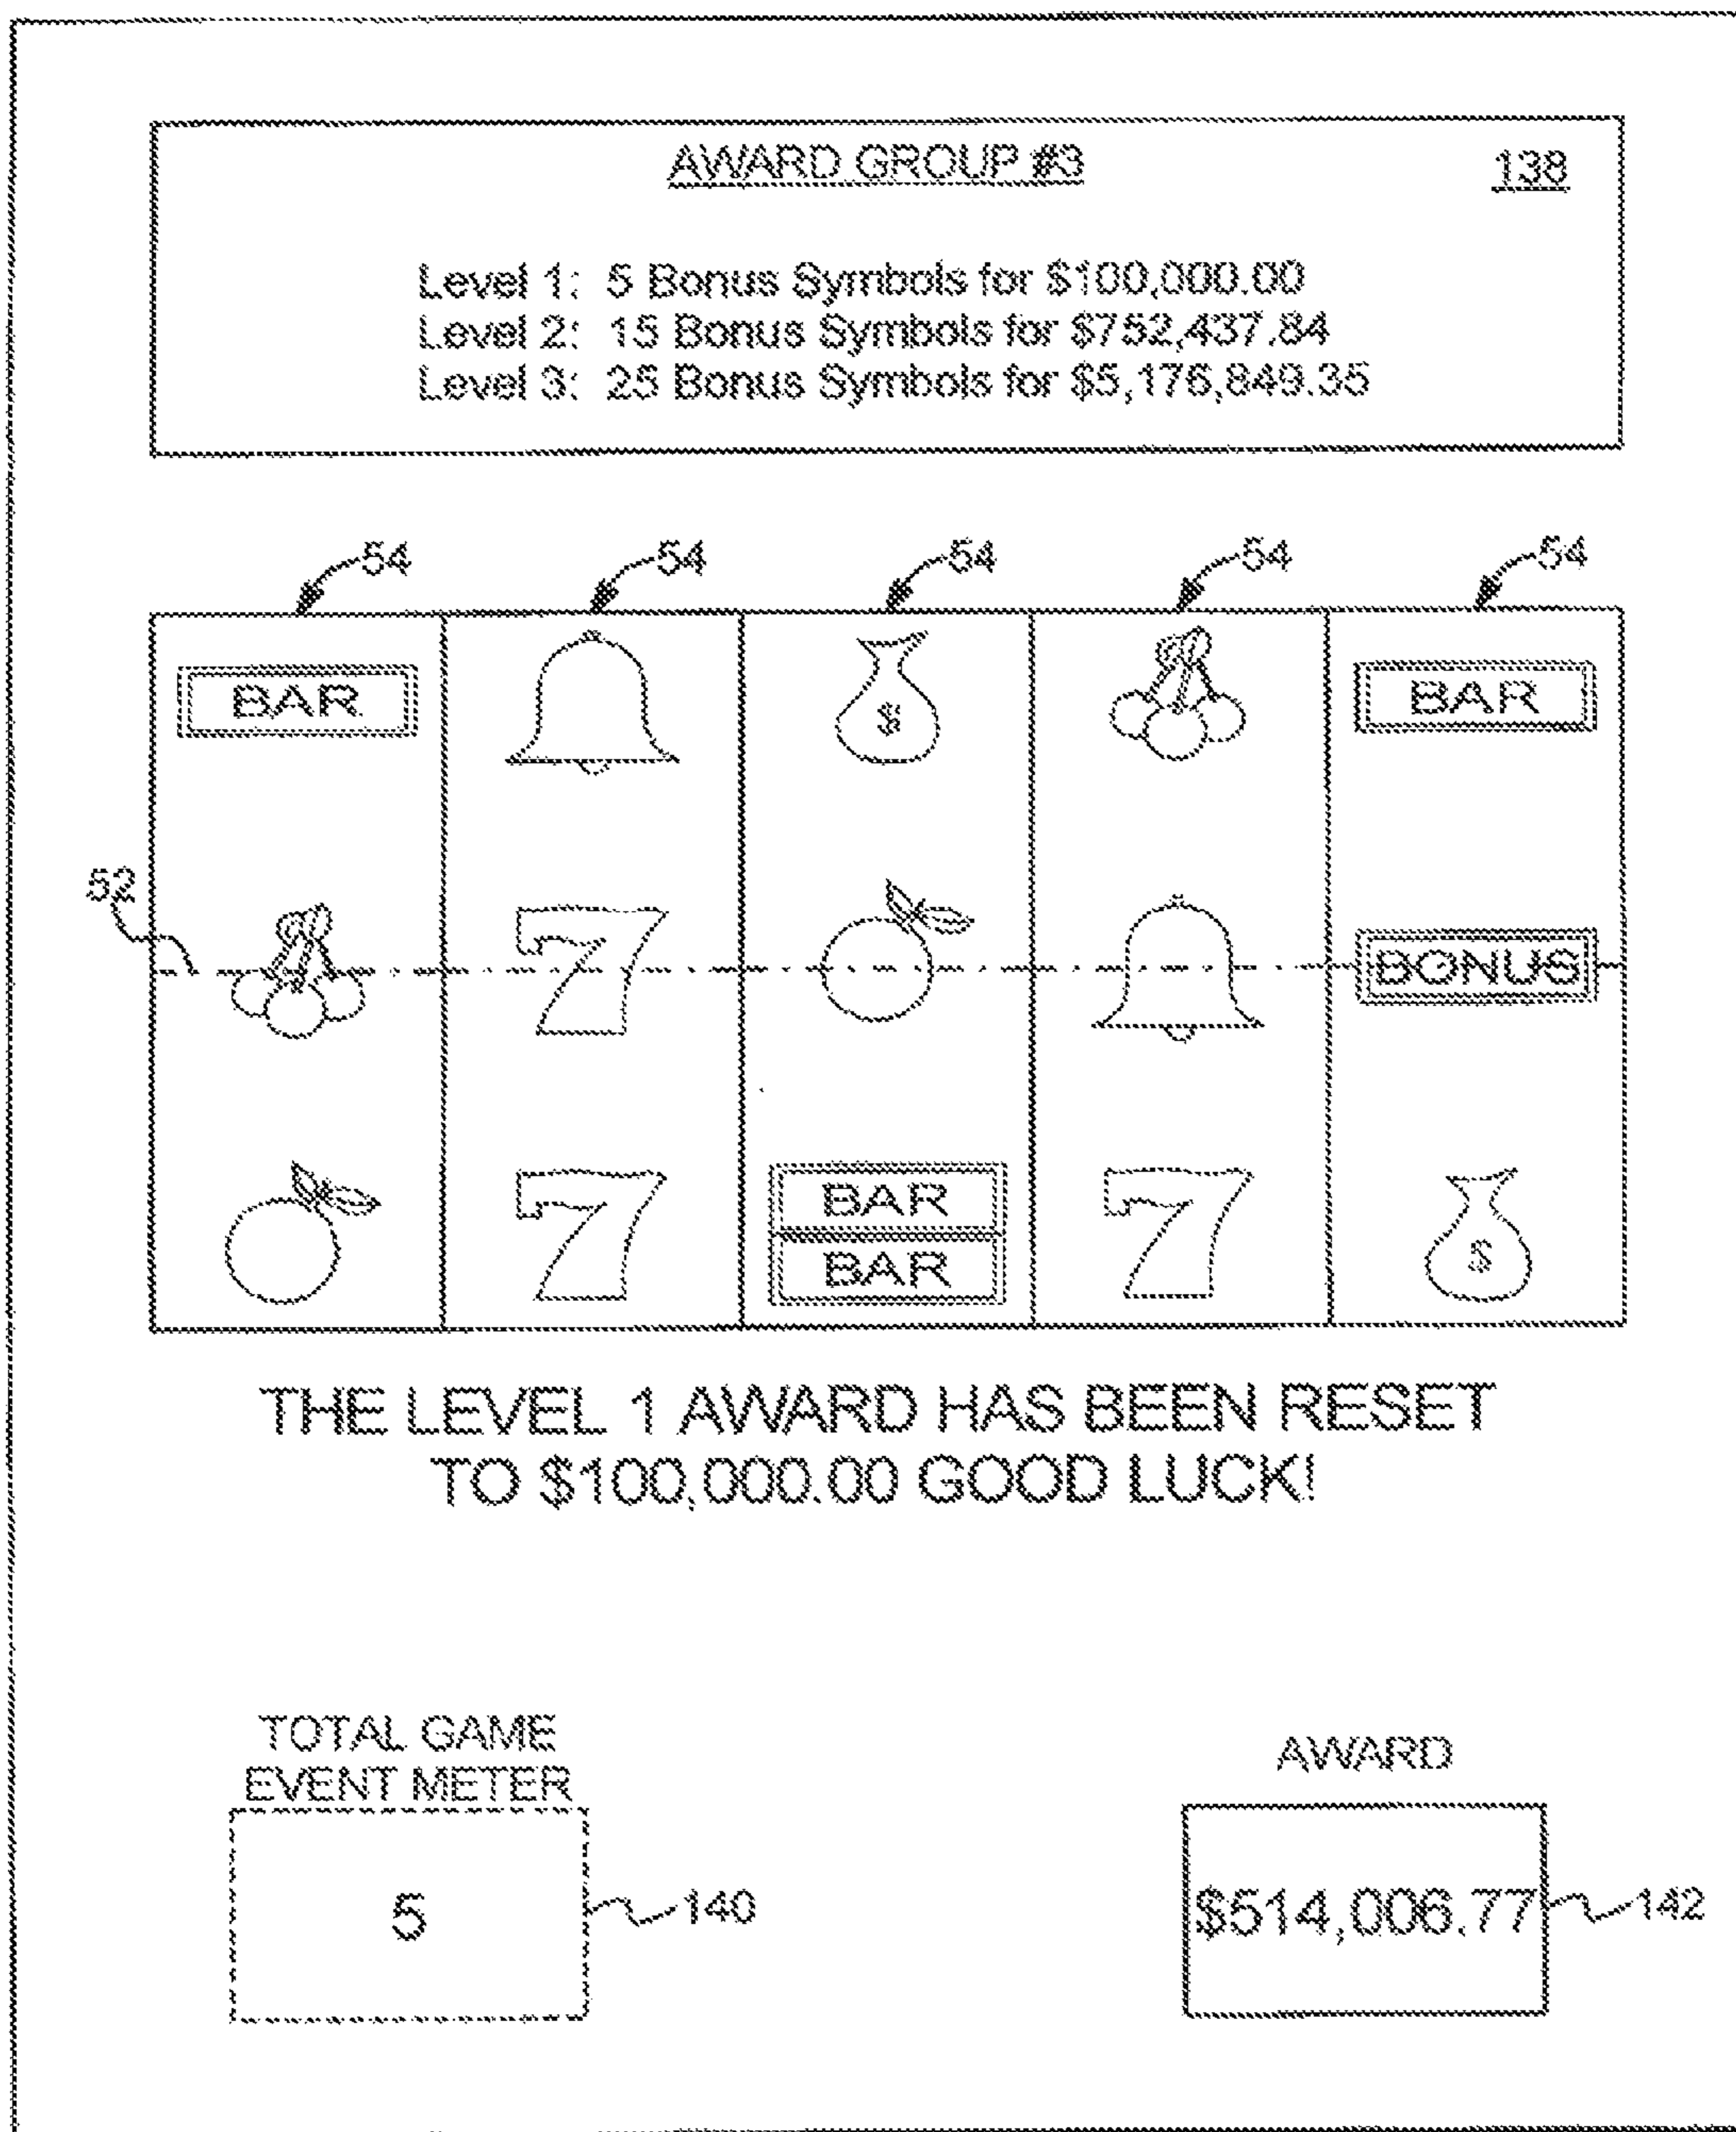 AWARD GROUP #3
138
Level 1: 5 Bonus Symbols for $100,000.00
Level 2: 15 Bonus Symbols for $752,437.84
Level 3: 25 Bonus Symbols for $5,176,849.35
54 54 54 54 54
BAR $ BAR
52
BONUS
BAR
BAR
$
THE LEVEL 1 AWARD HAS BEEN RESET
TO $100,000.00 GOOD LUCK!
TOTAL GAME
EVENT METER
AWARD
5
140
$514,006.77
142